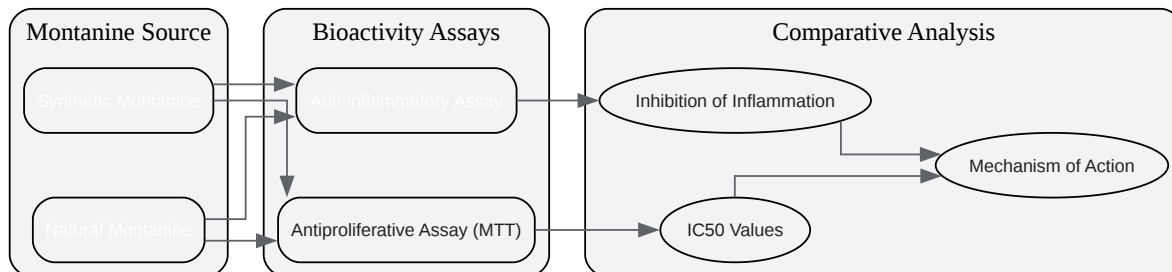 Montanine Source
Bioactivity Assays
Comparative Analysis
Synthetic Montanine
Anti-inflammatory Assay
Inhibition of Inflammation
Mechanism of Action
Natural Montanine
Antiproliferative Assay (MTT)
IC50 Values